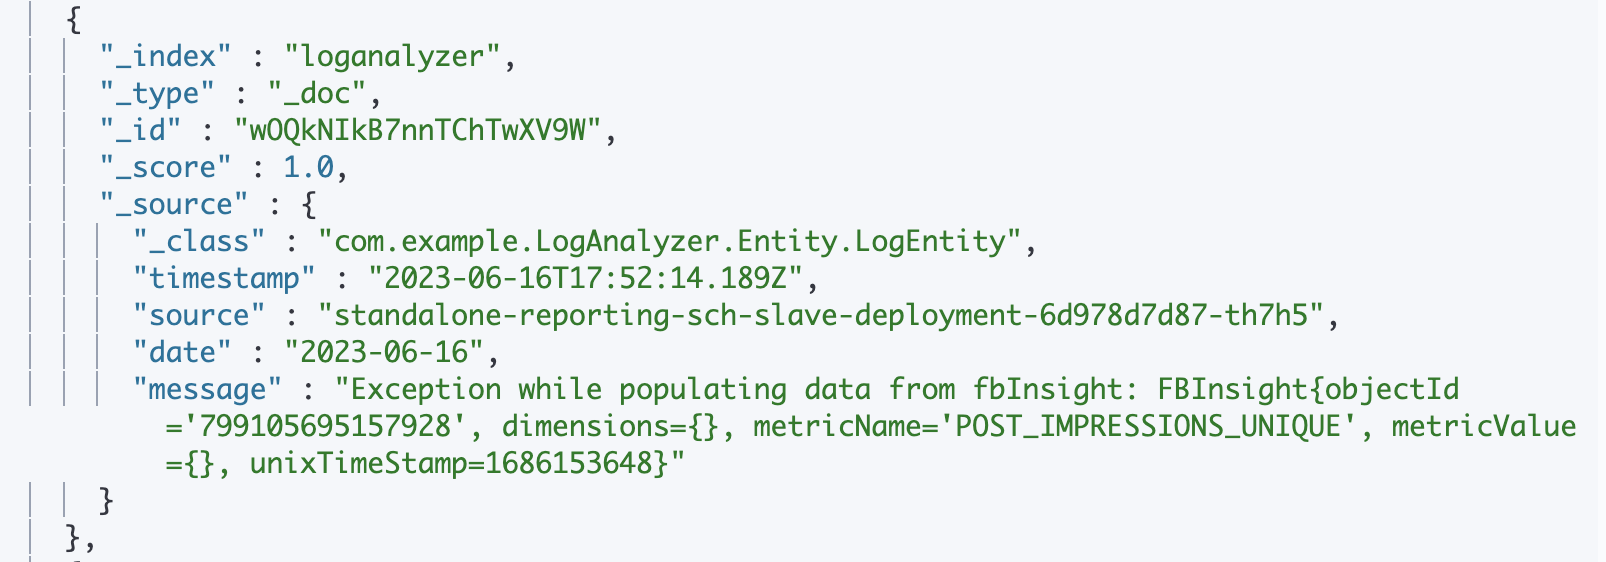 {
"_index" : "loganalyzer",
"_type" : "_doc",
"_id" : "wOQkNIkB7nnTChTwXV9W",
"_score" : 1.0,
"_source" : {
"_class" : "com.example.LogAnalyzer.Entity.LogEntity",
"timestamp" : "2023-06-16T17:52:14.189Z",
"source" : "standalone-reporting-sch-slave-deployment-6d978d7d87-th7h5",
"date" : "2023-06-16",
"message" : "Exception while populating data from fbInsight: FBInsight{objectId
='799105695157928', dimensions={}, metricName='POST_IMPRESSIONS_UNIQUE', metricValue
={}, unixTimeStamp=1686153648}"
}
},